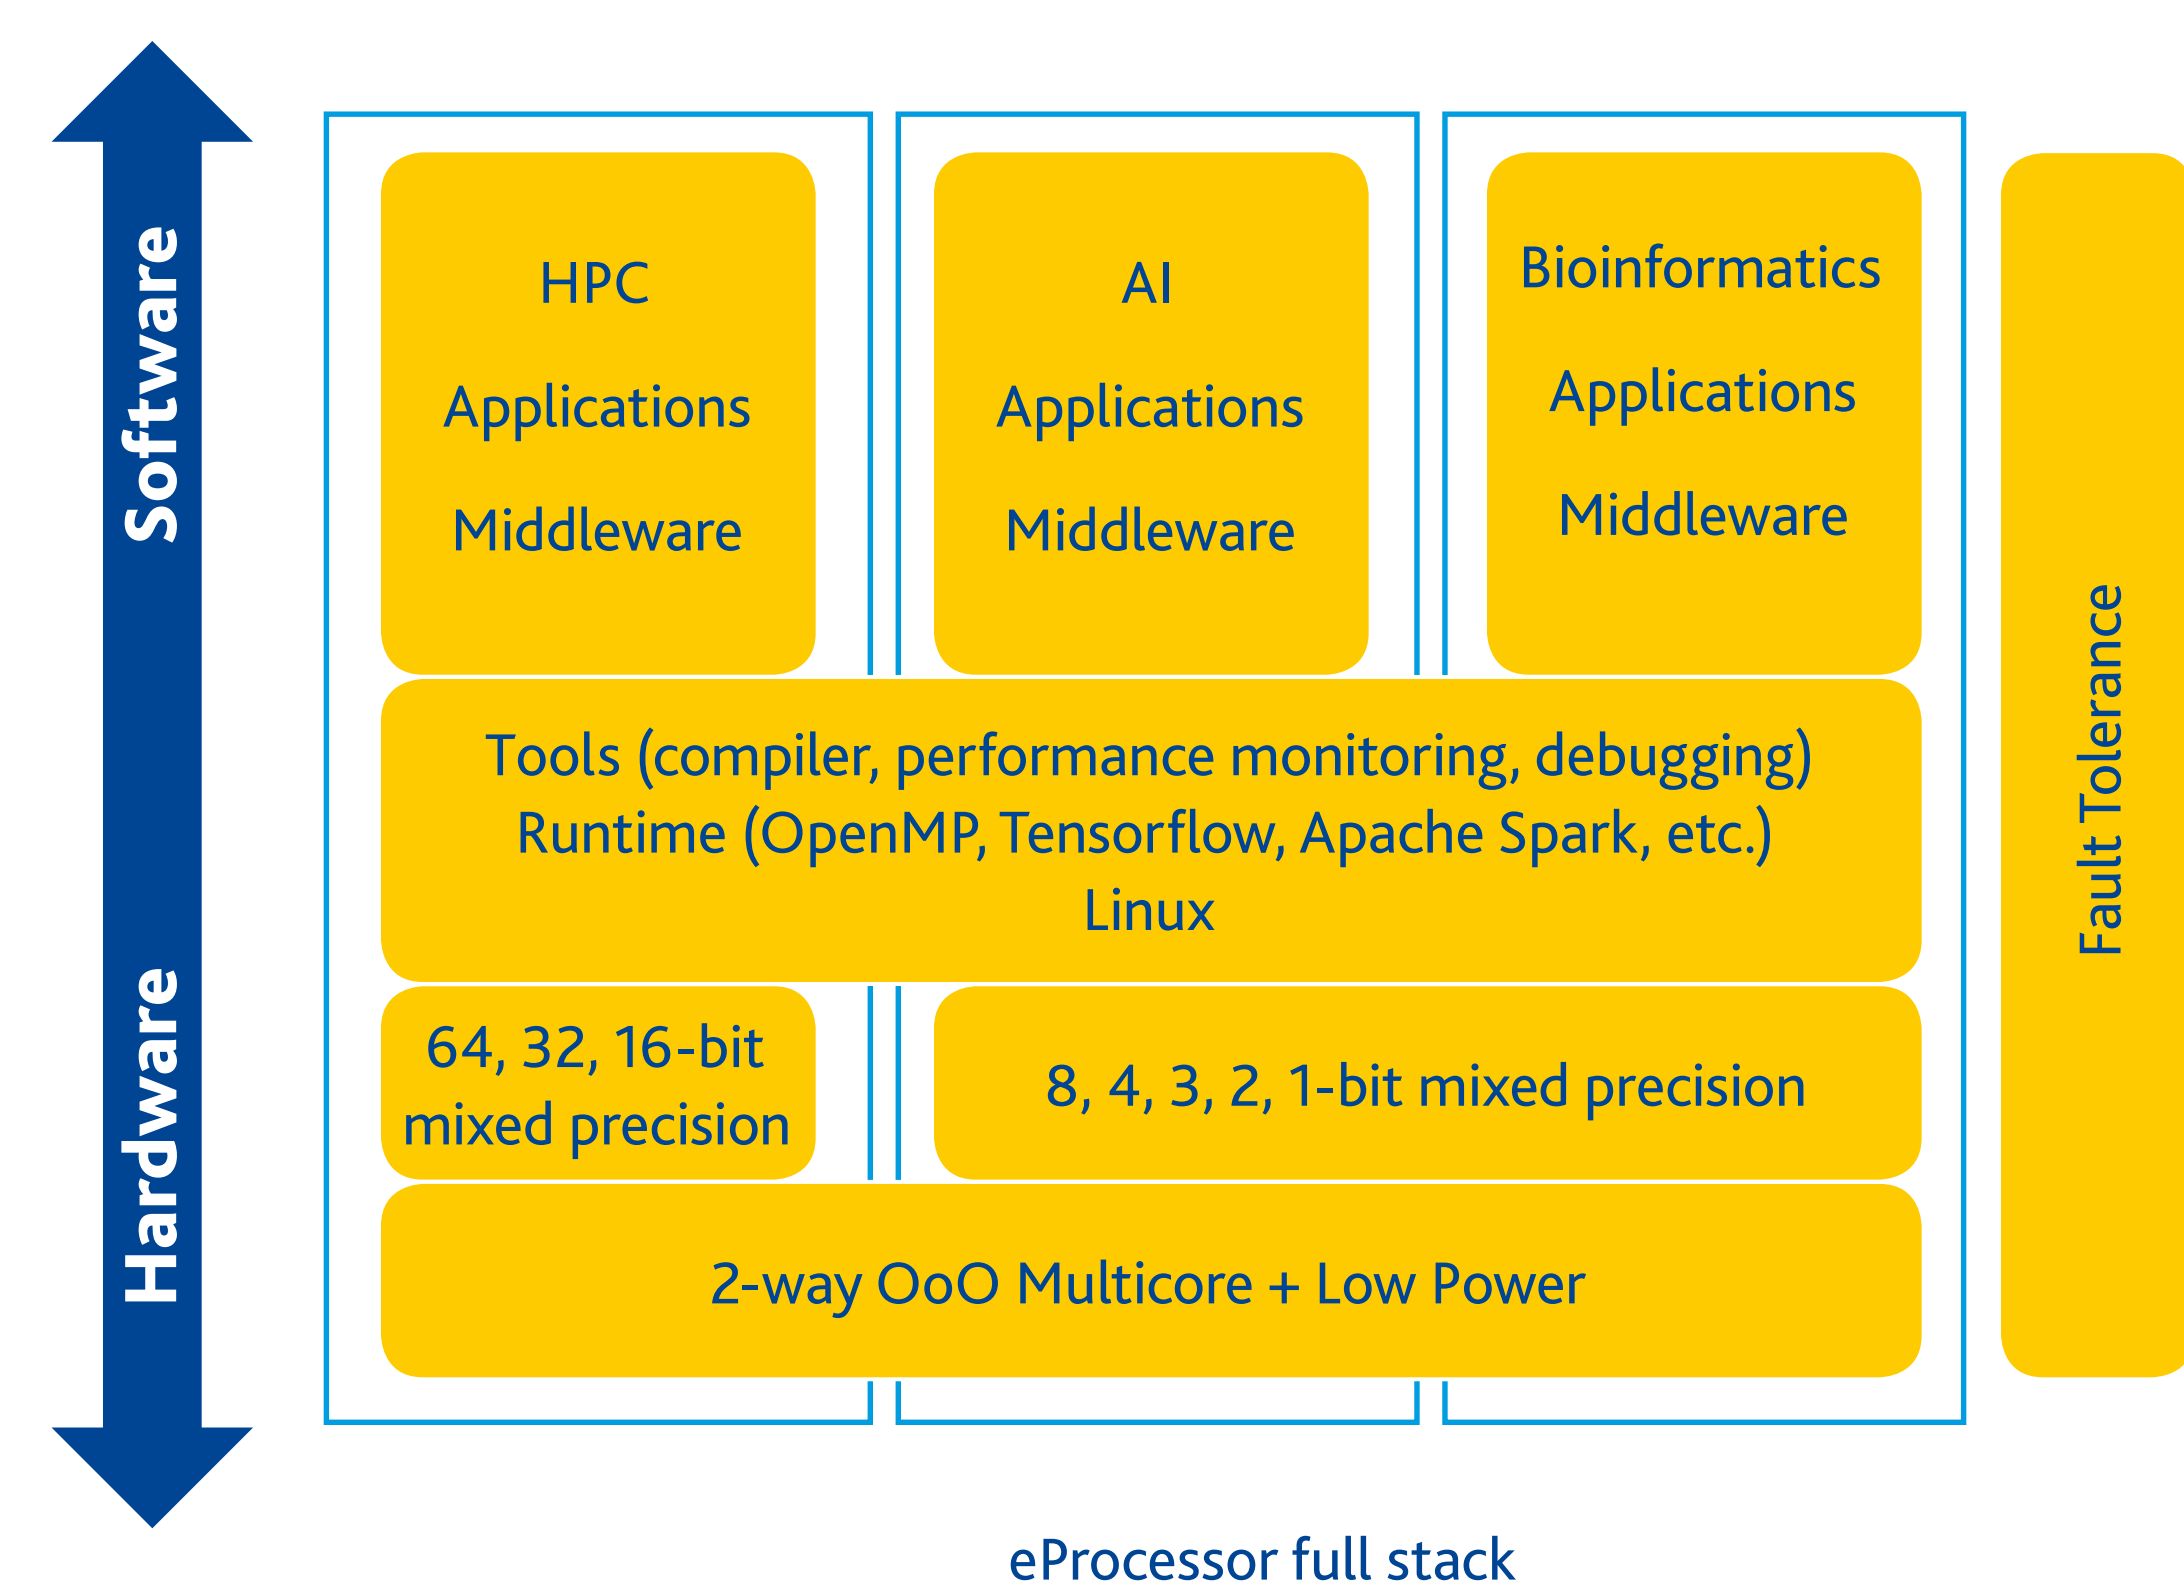 Software
Hardware
HPC
Applications
Middleware
AI
Applications
Middleware
Bioinformatics
Applications
Middleware
Tools (compiler, performance monitoring, debugging)
Runtime (OpenMP, Tensorflow, Apache Spark, etc.)
Linux
64, 32, 16-bit
mixed precision
8, 4, 3, 2, 1-bit mixed precision
2-way OoO Multicore + Low Power
Fault Tolerance
eProcessor full stack